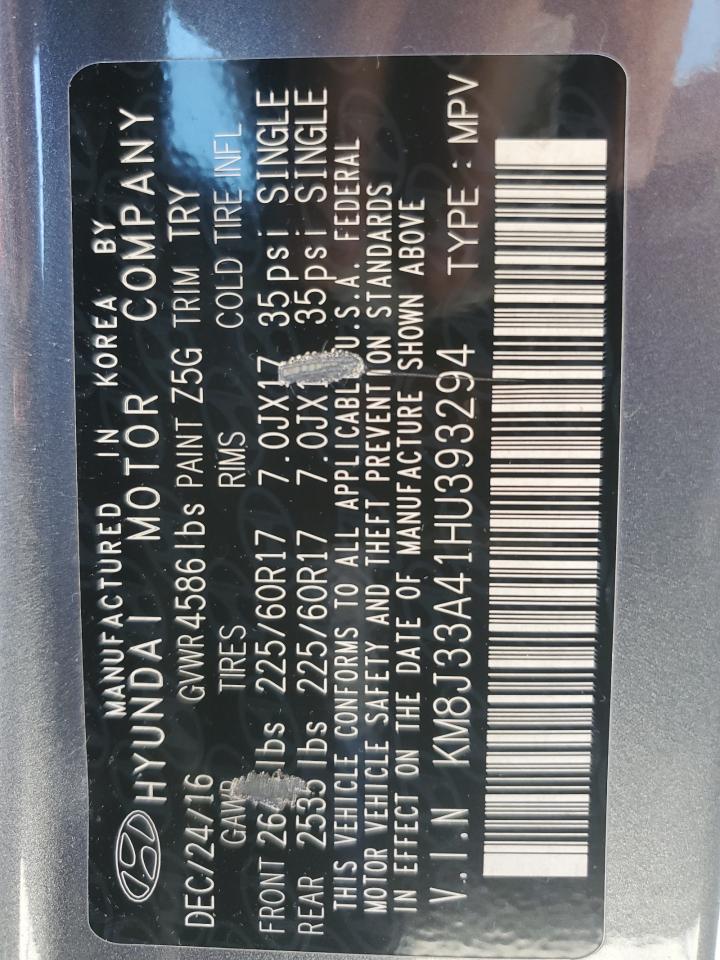 MANUFACTURED IN KOREA BY
HYUNDAI MOTOR COMPANY
DEC/24/16 GVWR 4586 lbs PAINT Z5G TRIM TRY
TIRES RIMS COLD TIRE INFL
FRONT lbs 225/60R17 7.0JX17 35psi SINGLE
REAR 2535 lbs 225/60R17 35psi SINGLE
THIS VEHICLE CONFORMS TO ALL U.S.A. FEDERAL
MOTOR VEHICLE SAFETY AND THEFT PREVENTION STANDARDS
IN EFFECT ON THE DATE OF MANUFACTURE SHOWN ABOVE
V.I.N KM8J33A41HU393294 TYPE : MPV